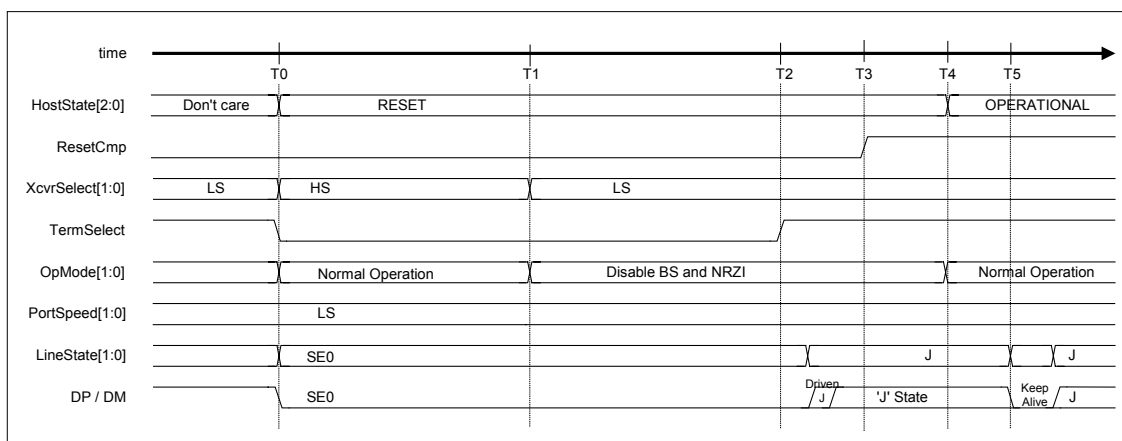 time
T0 T1 T2 T3 T4 T5
HostState[2:0] Don't care RESET OPERATIONAL
ResetCmp
XcvrSelect[1:0] LS HS LS
TermSelect
OpMode[1:0] Normal Operation Disable BS and NRZI Normal Operation
PortSpeed[1:0] LS
LineState[1:0] SE0 J J
DP / DM SE0 Driven J 'J' State Keep Alive J